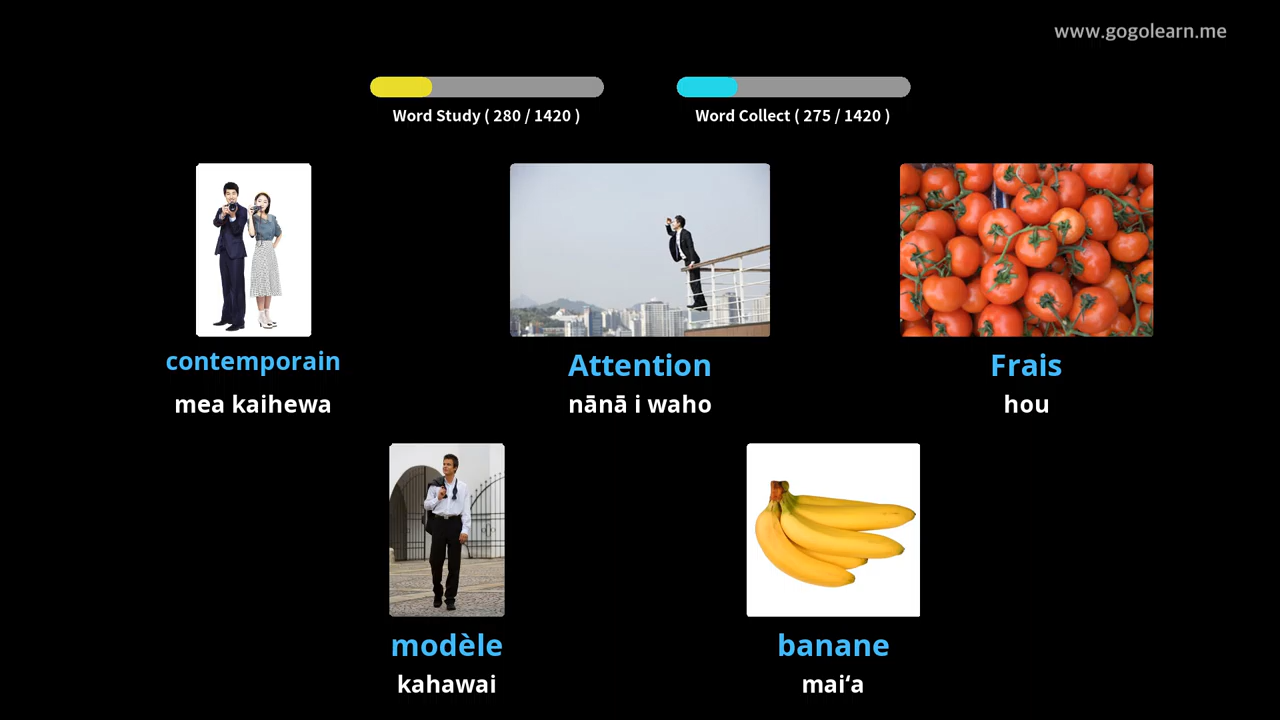 www.gogolearn.me
Word Study ( 280 / 1420 )
Word Collect ( 275 / 1420 )
contemporain
mea kaihewa
Attention
nānā i waho
Frais
hou
modèle
kahawai
banane
maiʻa